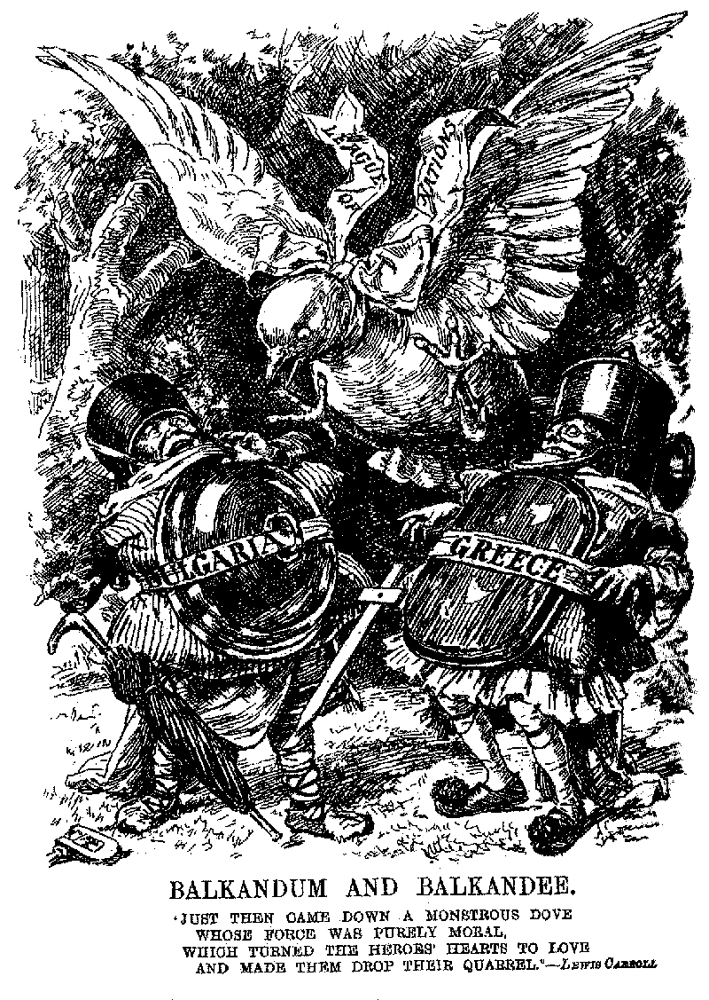 LEAGUE
OF
NATIONS
BULGARIA
GREECE
BALKANDUM AND BALKANDEE.
"JUST THEN CAME DOWN A MONSTROUS DOVE
WHOSE FORCE WAS PURELY MORAL,
WHICH TURNED THE HEROES' HEARTS TO LOVE
AND MADE THEM DROP THEIR QUARREL."—LEWIS CARROLL